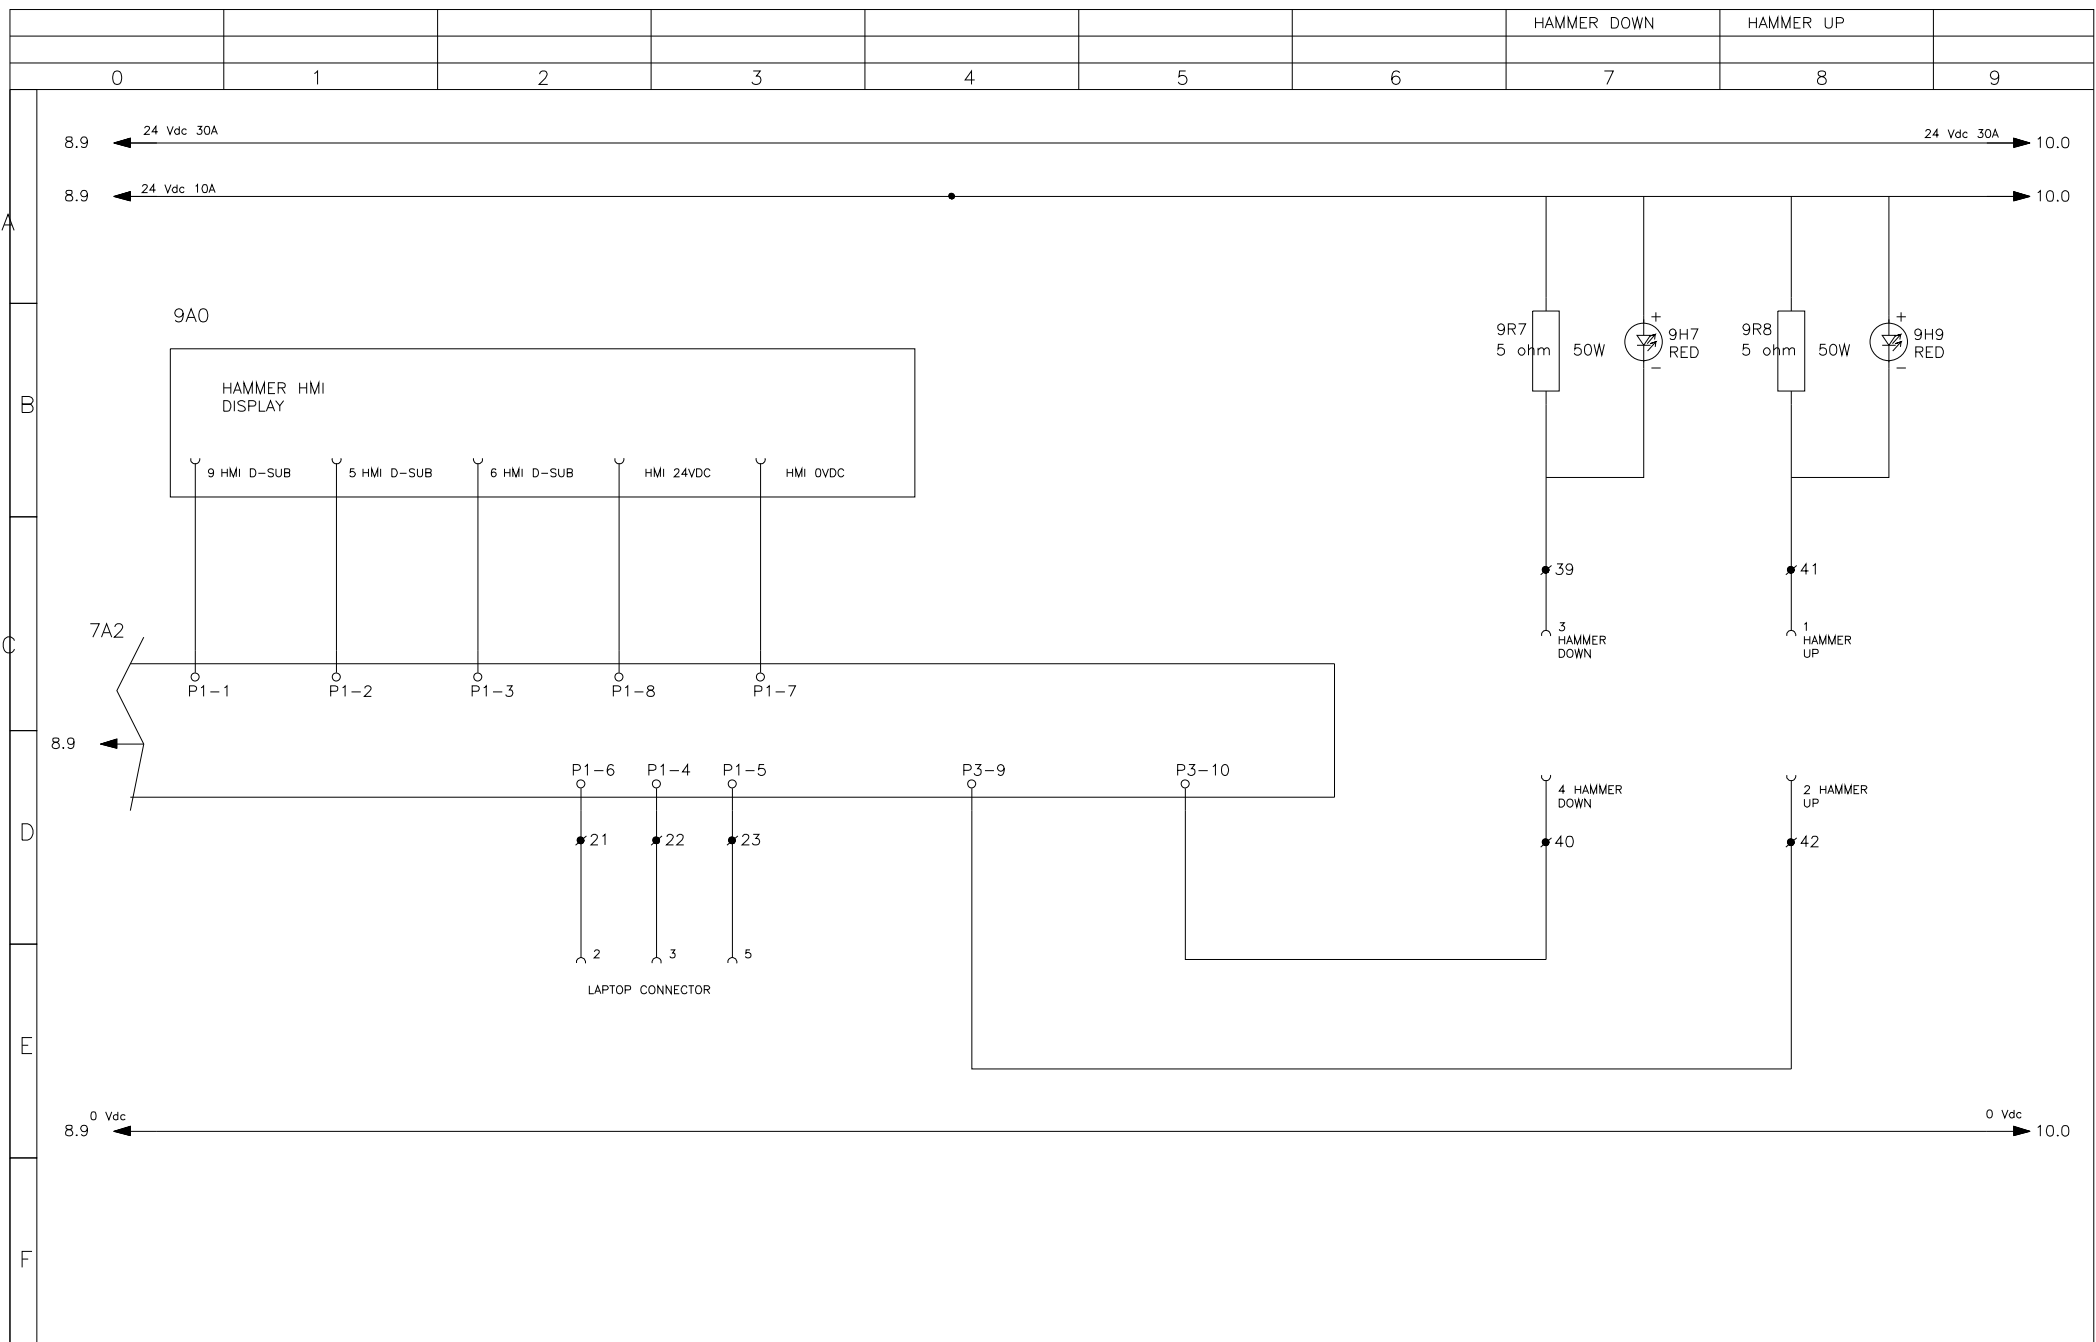 HAMMER DOWN HAMMER UP
0 1 2 3 4 5 6 7 8 9
24 Vdc 30A 24 Vdc 30A
8.9 10.0
24 Vdc 10A
8.9 10.0
A
9A0
9R7 9H7 9R8 9H9
5 ohm 50W RED 5 ohm 50W RED
+ - + -
HAMMER HMI
DISPLAY
B
9 HMI D-SUB 5 HMI D-SUB 6 HMI D-SUB HMI 24VDC HMI 0VDC
39 41
7A2
3 1
HAMMER HAMMER
DOWN UP
C
P1-1 P1-2 P1-3 P1-8 P1-7
8.9
P1-6 P1-4 P1-5 P3-9 P3-10
4 HAMMER 2 HAMMER
DOWN UP
D
21 22 23 40 42
2 3 5
LAPTOP CONNECTOR
E
0 Vdc 0 Vdc
8.9 10.0
F